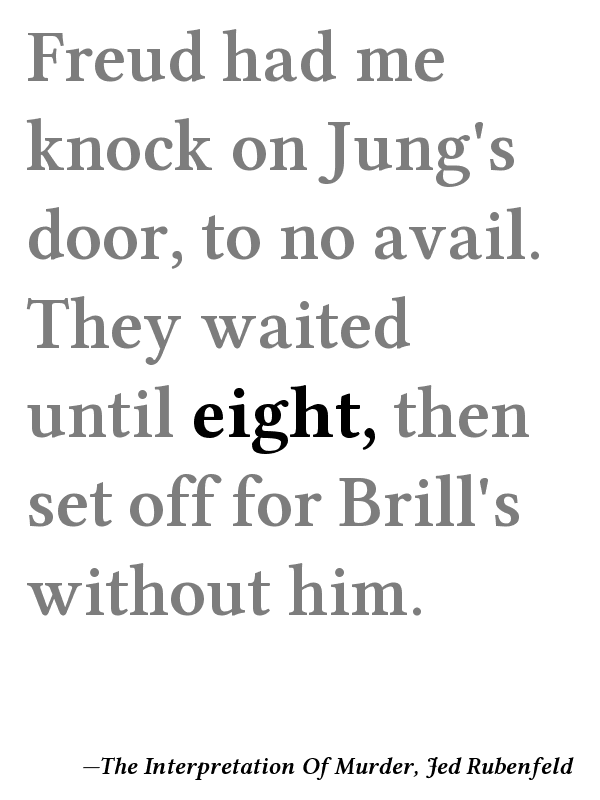 Freud had me
knock on Jung's
door, to no avail.
They waited
until eight, then
set off for Brill's
without him.
—The Interpretation Of Murder, Jed Rubenfeld